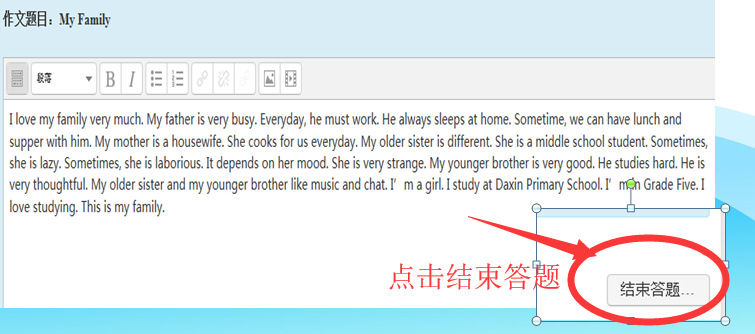 作文题目：My Family
段落
B I
I love my family very much. My father is very busy. Everyday, he must work. He always sleeps at home. Sometime, we can have lunch and
supper with him. My mother is a housewife. She cooks for us everyday. My older sister is different. She is a middle school student. Sometimes,
she is lazy. Sometimes, she is laborious. It depends on her mood. She is very strange. My younger brother is very good. He studies hard. He is
very thoughtful. My older sister and my younger brother like music and chat. I’m a girl. I study at Daxin Primary School. I’m in Grade Five. I
love studying. This is my family.
点击结束答题
结束答题...